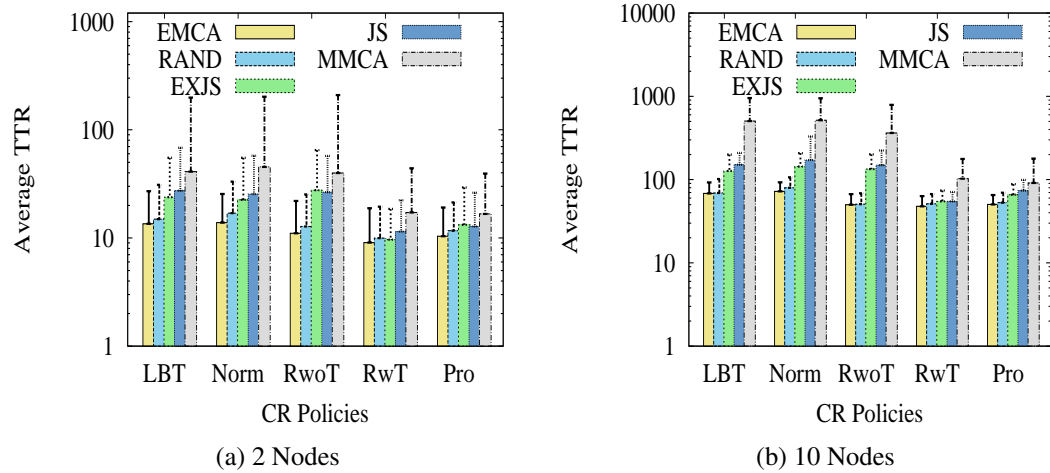 1000
100
10
1
Average TTR
EMCA
RAND
EXJS
JS
MMCA
LBT Norm RwoT RwT Pro
CR Policies
(a) 2 Nodes
10000
1000
100
10
1
Average TTR
EMCA
RAND
EXJS
JS
MMCA
LBT Norm RwoT RwT Pro
CR Policies
(b) 10 Nodes